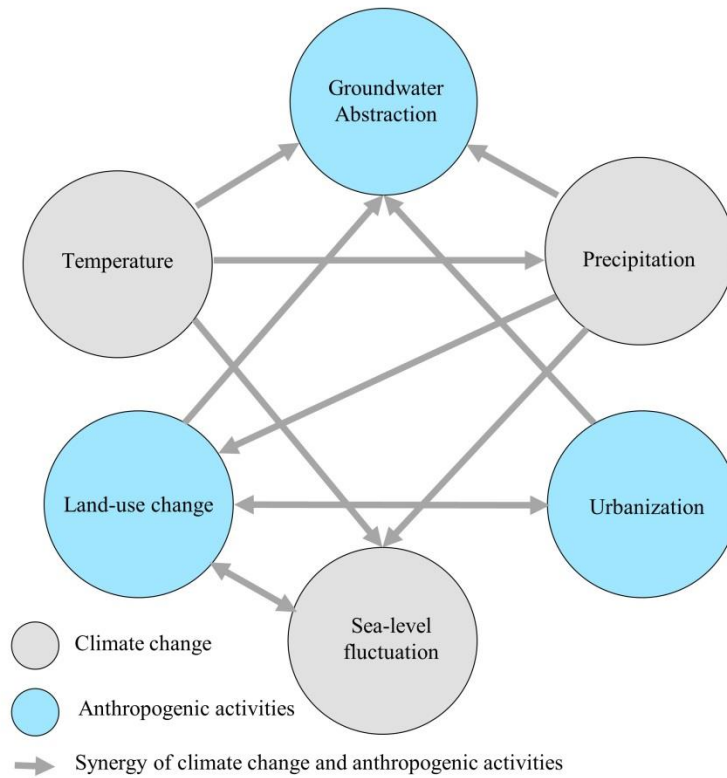 Groundwater
Abstraction
Temperature
Precipitation
Land-use change
Urbanization
Sea-level
fluctuation
Climate change
Anthropogenic activities
Synergy of climate change and anthropogenic activities